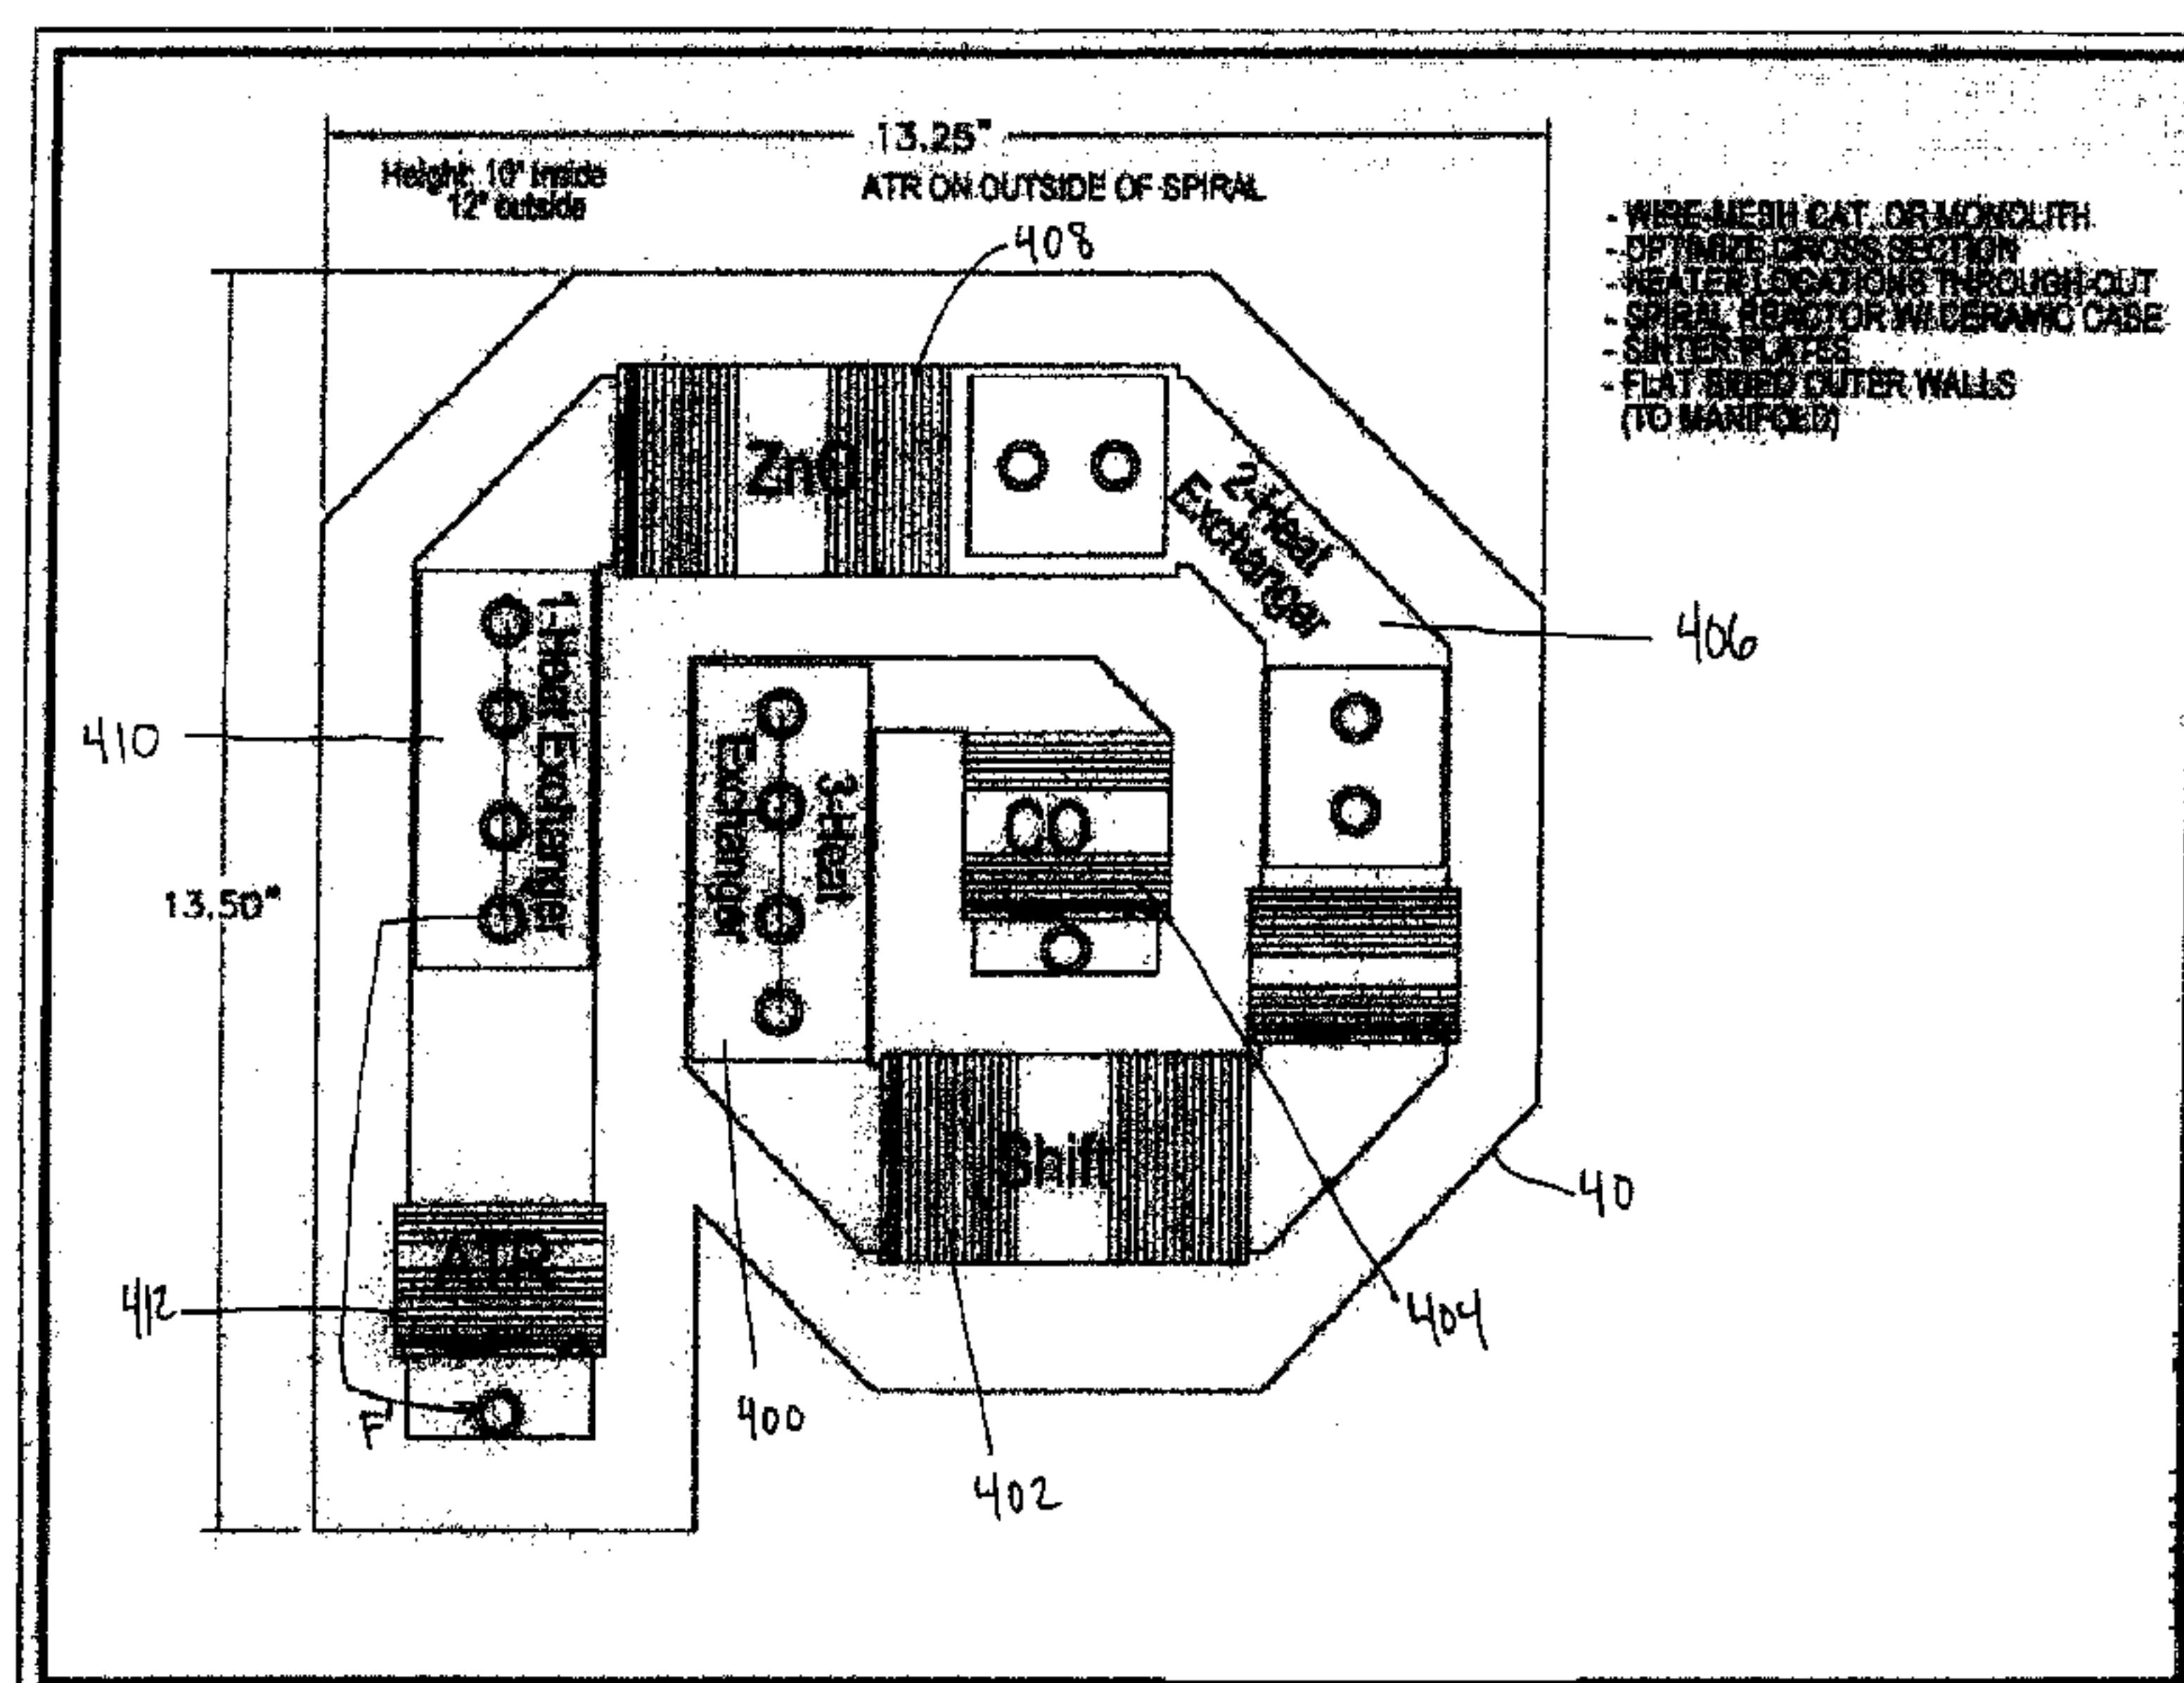 13.25"
Height: 10" inside
12" outside
ATR ON OUTSIDE OF SPIRAL
408
- WIRE-MESH CAT. OR MONOLITH
- OPTIMIZE CROSS SECTION
- HEATER LOCATIONS THROUGH OUT
- SPIRAL REACTOR W/ CERAMIC CASE
- SINTER PLATES
- FLAT SIDED OUTER WALLS
(TO MANIFOLD)
ZnO
2-Heat
Exchanger
406
1-Heat Exchanger
410
3-Heat
Exchanger
CO
13.50"
Shift
40
ATR
412
404
F'
400
402